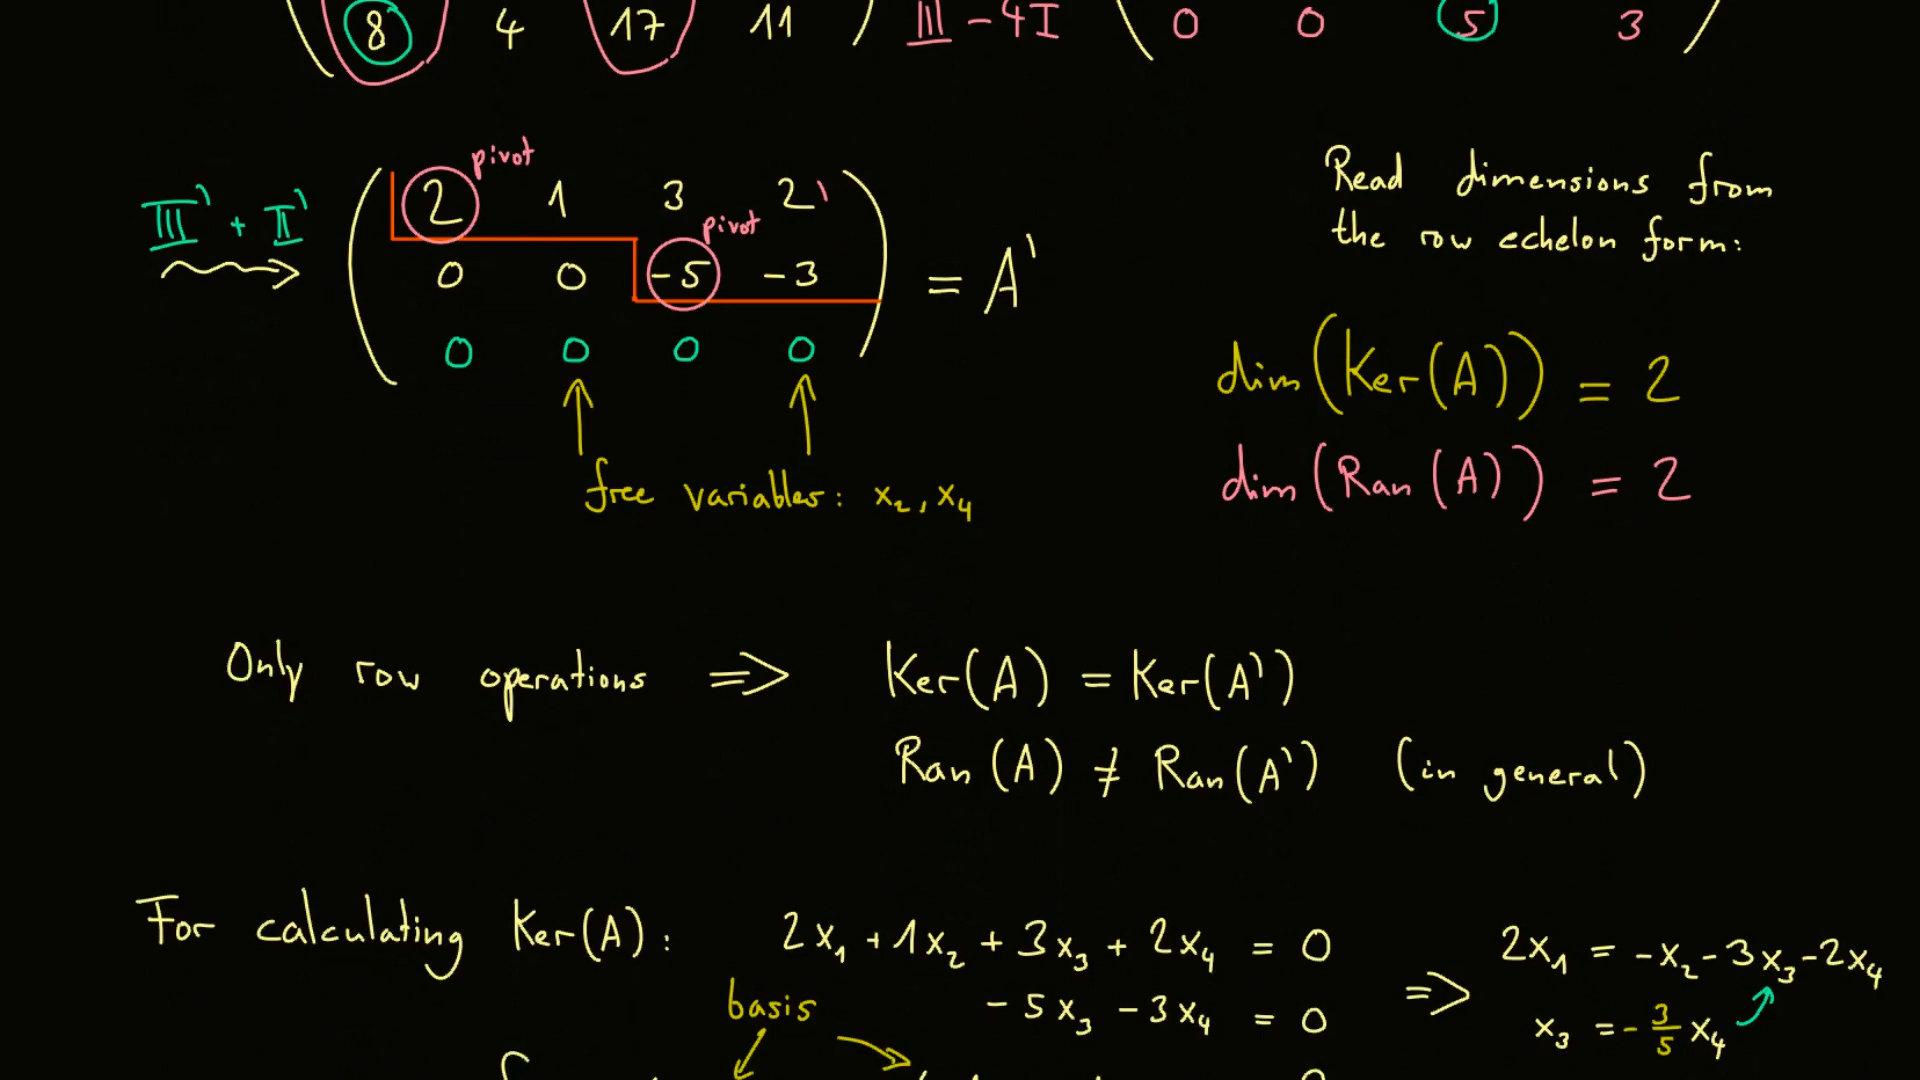 8 4 17 11 III - 4I 0 0 5 3
pivot
III' + II' ( 2 1 3 2 )
pivot
0 0 -5 -3 = A'
0 0 0 0
free variables: x₂, x₄
Read dimensions from
the row echelon form:
dim(Ker(A)) = 2
dim(Ran(A)) = 2
Only row operations => Ker(A) = Ker(A')
Ran(A) ≠ Ran(A') (in general)
For calculating Ker(A): 2x₁ + 1x₂ + 3x₃ + 2x₄ = 0
- 5x₃ - 3x₄ = 0
=> 2x₁ = -x₂ - 3x₃ - 2x₄
x₃ = - 3/5 x₄
basis